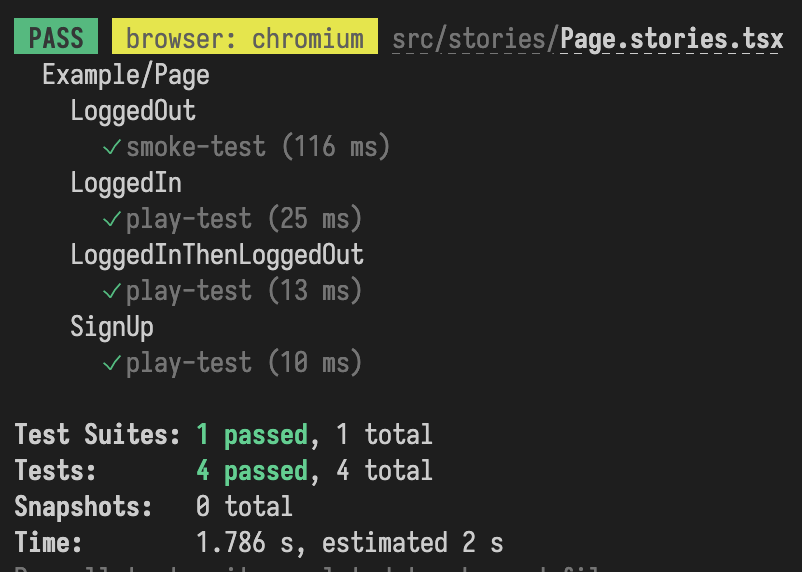 PASS browser: chromium src/stories/Page.stories.tsx
Example/Page
LoggedOut
✓ smoke-test (116 ms)
LoggedIn
✓ play-test (25 ms)
LoggedInThenLoggedOut
✓ play-test (13 ms)
SignUp
✓ play-test (10 ms)
Test Suites: 1 passed, 1 total
Tests: 4 passed, 4 total
Snapshots: 0 total
Time: 1.786 s, estimated 2 s